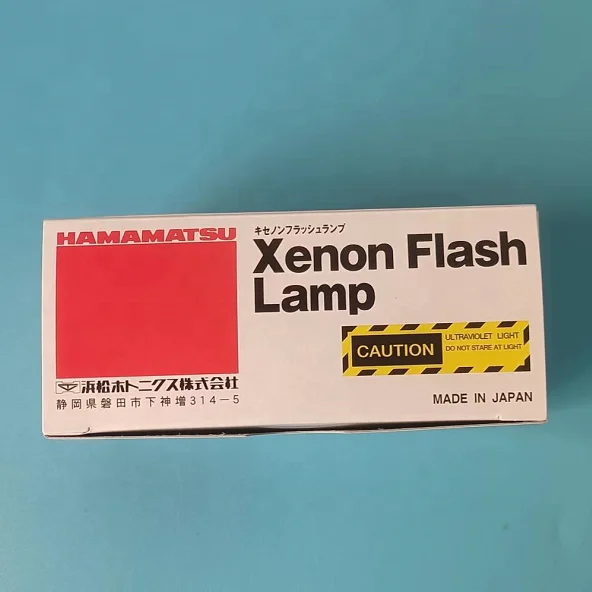 HAMAMATSU
キセノンフラッシュランプ
Xenon Flash
Lamp
CAUTION
ULTRAVIOLET LIGHT
DO NOT STARE AT LIGHT
浜松ホトニクス株式会社
静岡県磐田市下神増314-5
MADE IN JAPAN